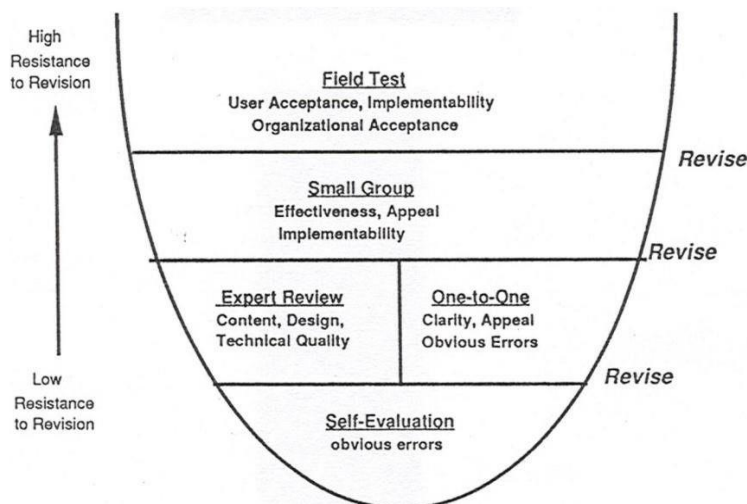 High
Resistance
to Revision
Field Test
User Acceptance, Implementability
Organizational Acceptance
Revise
Small Group
Effectiveness, Appeal
Implementability
Revise
Expert Review
Content, Design,
Technical Quality
One-to-One
Clarity, Appeal
Obvious Errors
Revise
Low
Resistance
to Revision
Self-Evaluation
obvious errors